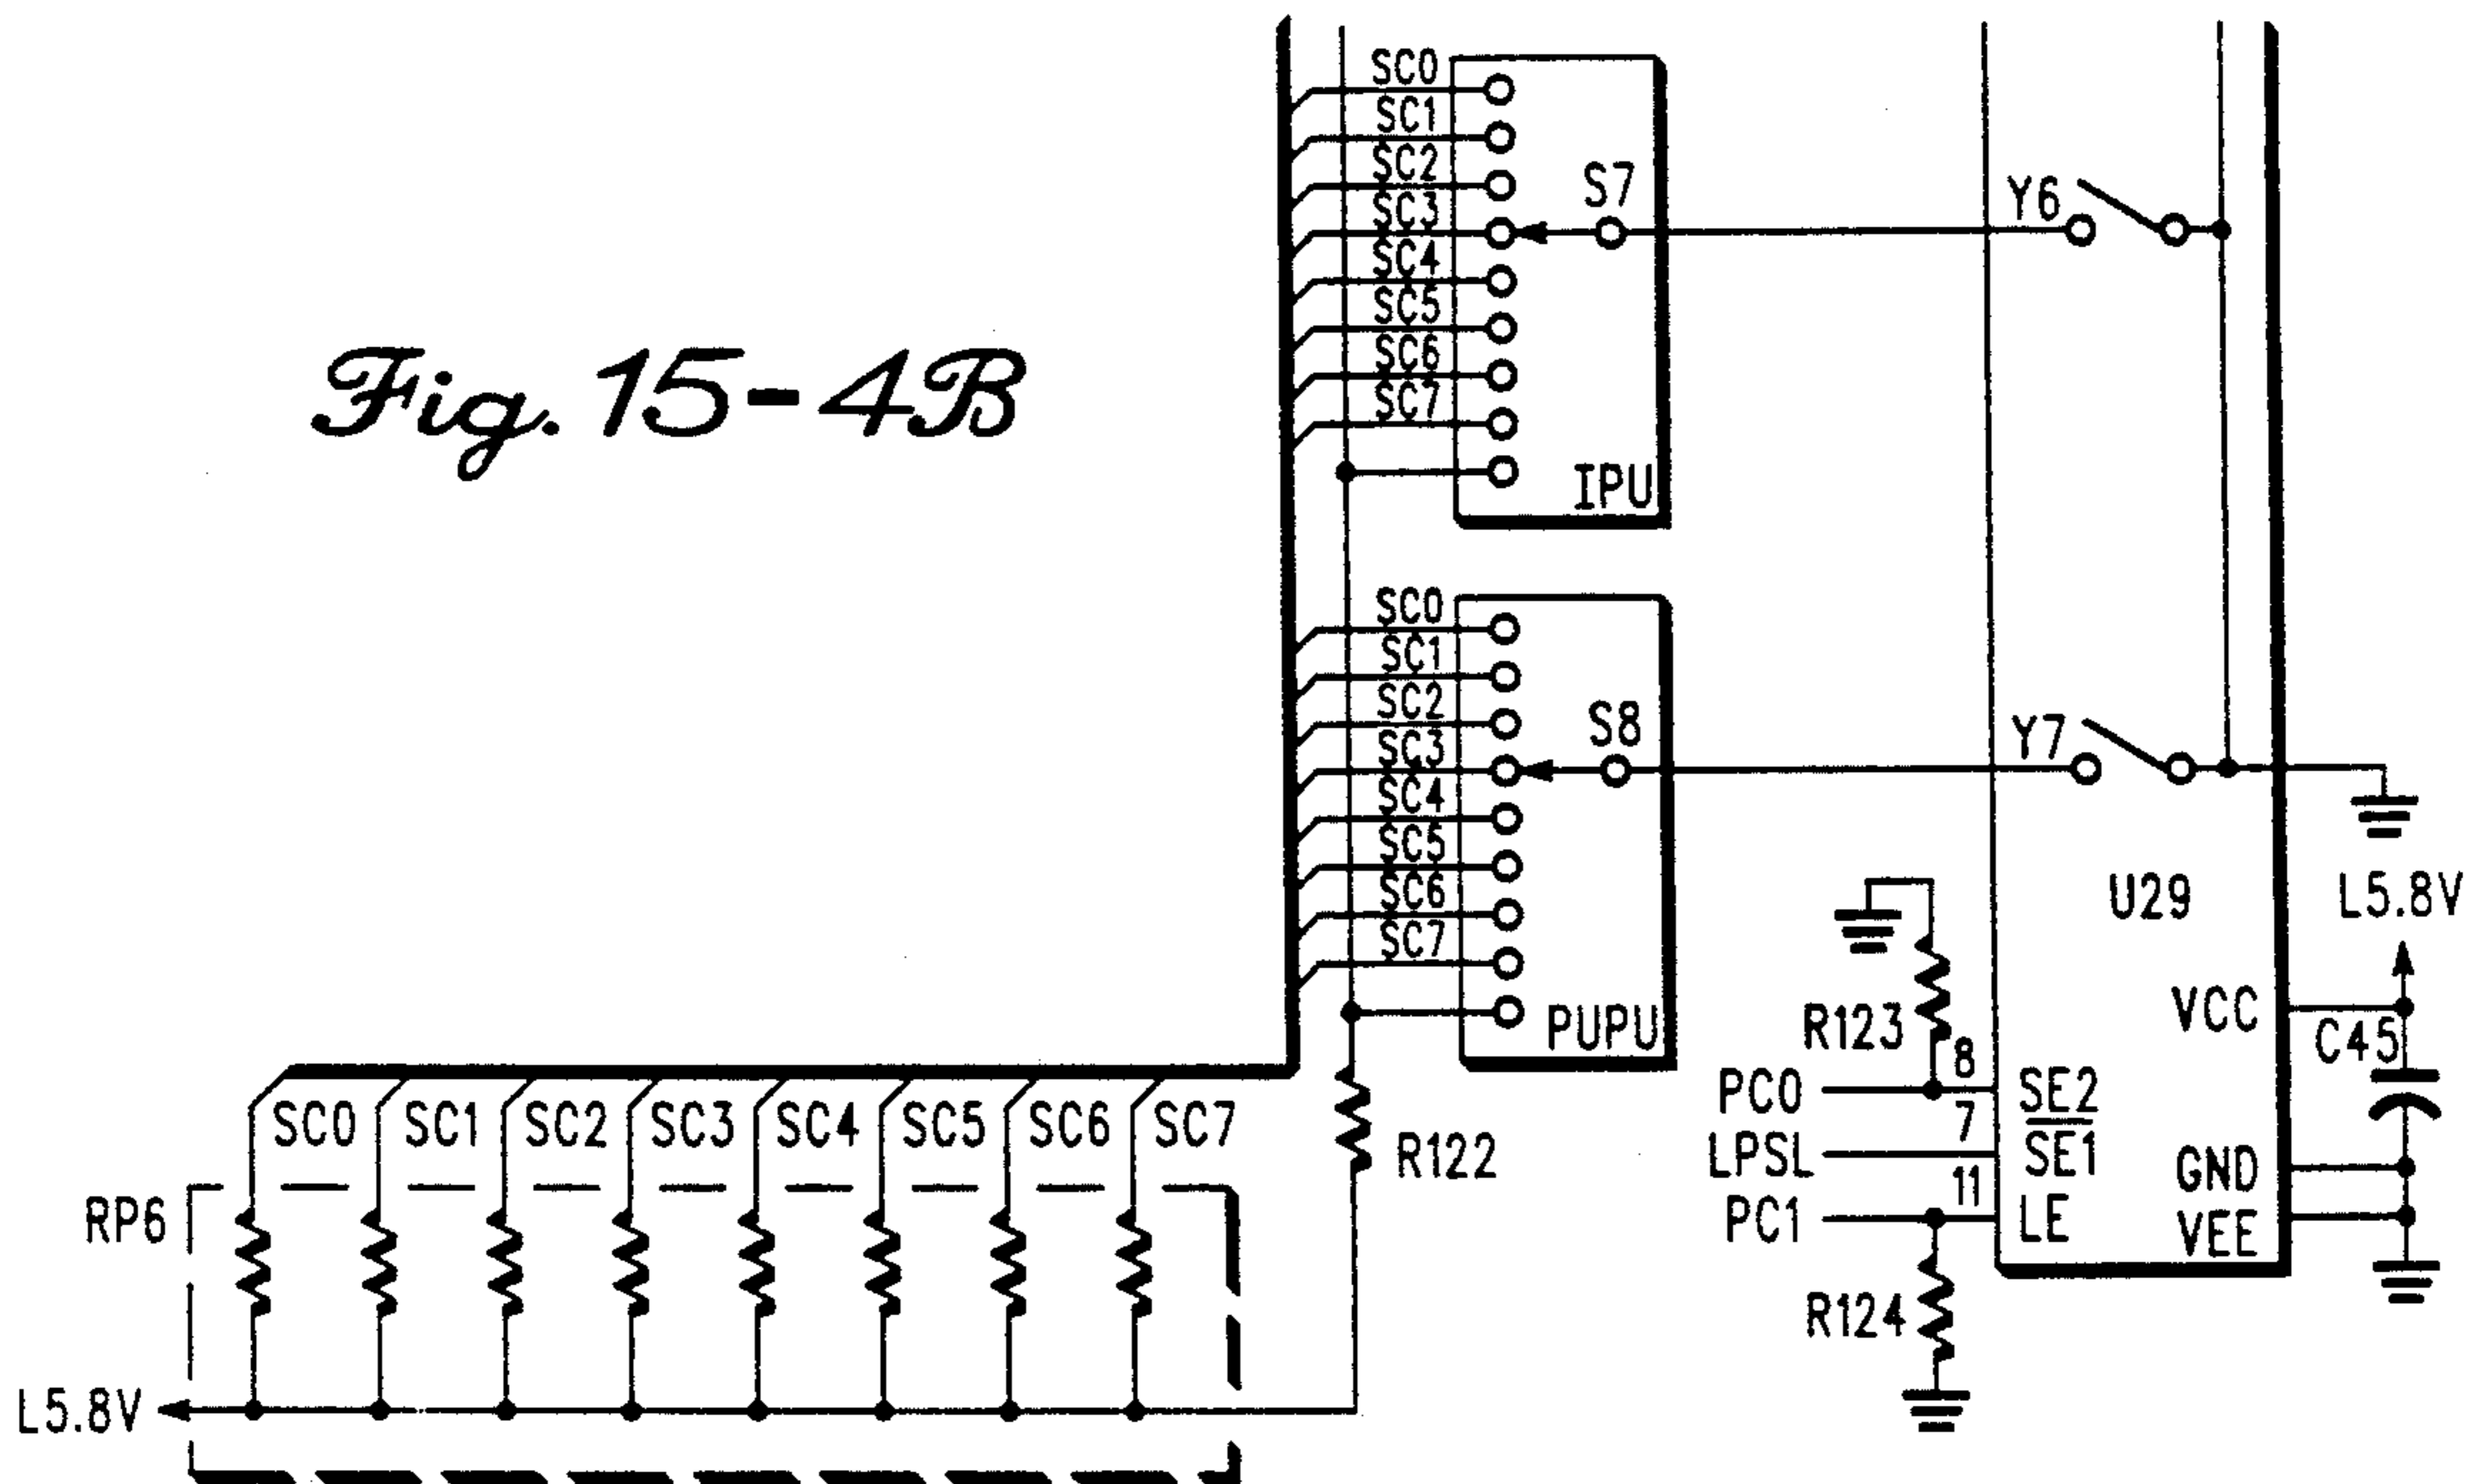 Fig. 15-4B
SC0
SC1
SC2
SC3
SC4
SC5
SC6
SC7
S7
IPU
Y6
SC0
SC1
SC2
SC3
SC4
SC5
SC6
SC7
S8
PUPU
Y7
U29
L5.8V
VCC
C45
R123
8
PC0
SE2
7
LPSL
SE1
11
PC1
LE
GND
VEE
R124
SC0 SC1 SC2 SC3 SC4 SC5 SC6 SC7
R122
RP6
L5.8V